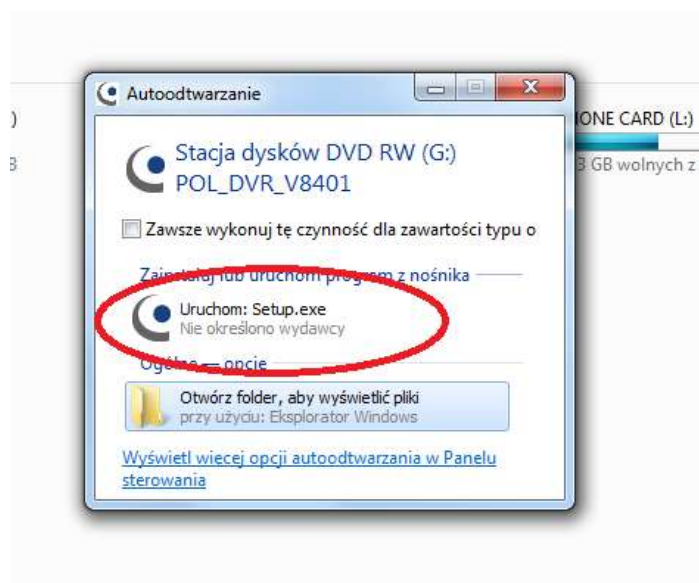 Autoodtwarzanie
Stacja dysków DVD RW (G:)
POL_DVR_V8401
Zawsze wykonuj tę czynność dla zawartości typu o
Zainstaluj lub uruchom program z nośnika
Uruchom: Setup.exe
Nie określono wydawcy
Ogólne — opcje
Otwórz folder, aby wyświetlić pliki
przy użyciu: Eksplorator Windows
Wyświetl więcej opcji autoodtwarzania w Panelu
sterowania
)
B
ONE CARD (L:)
3 GB wolnych z